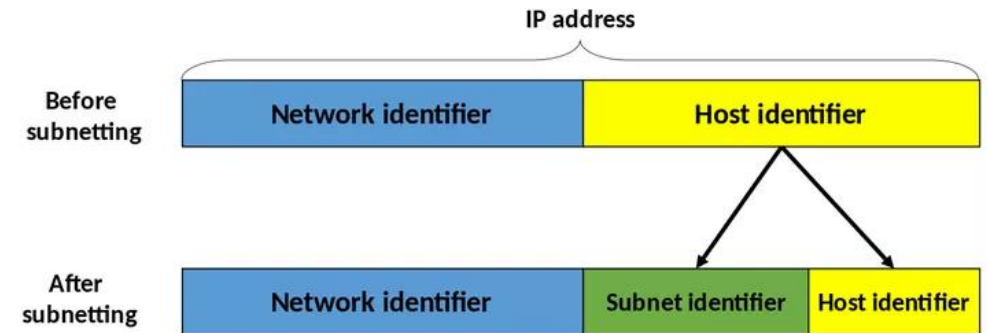 IP address
Before
subnetting
Network identifier
Host identifier
After
subnetting
Network identifier
Subnet identifier
Host identifier